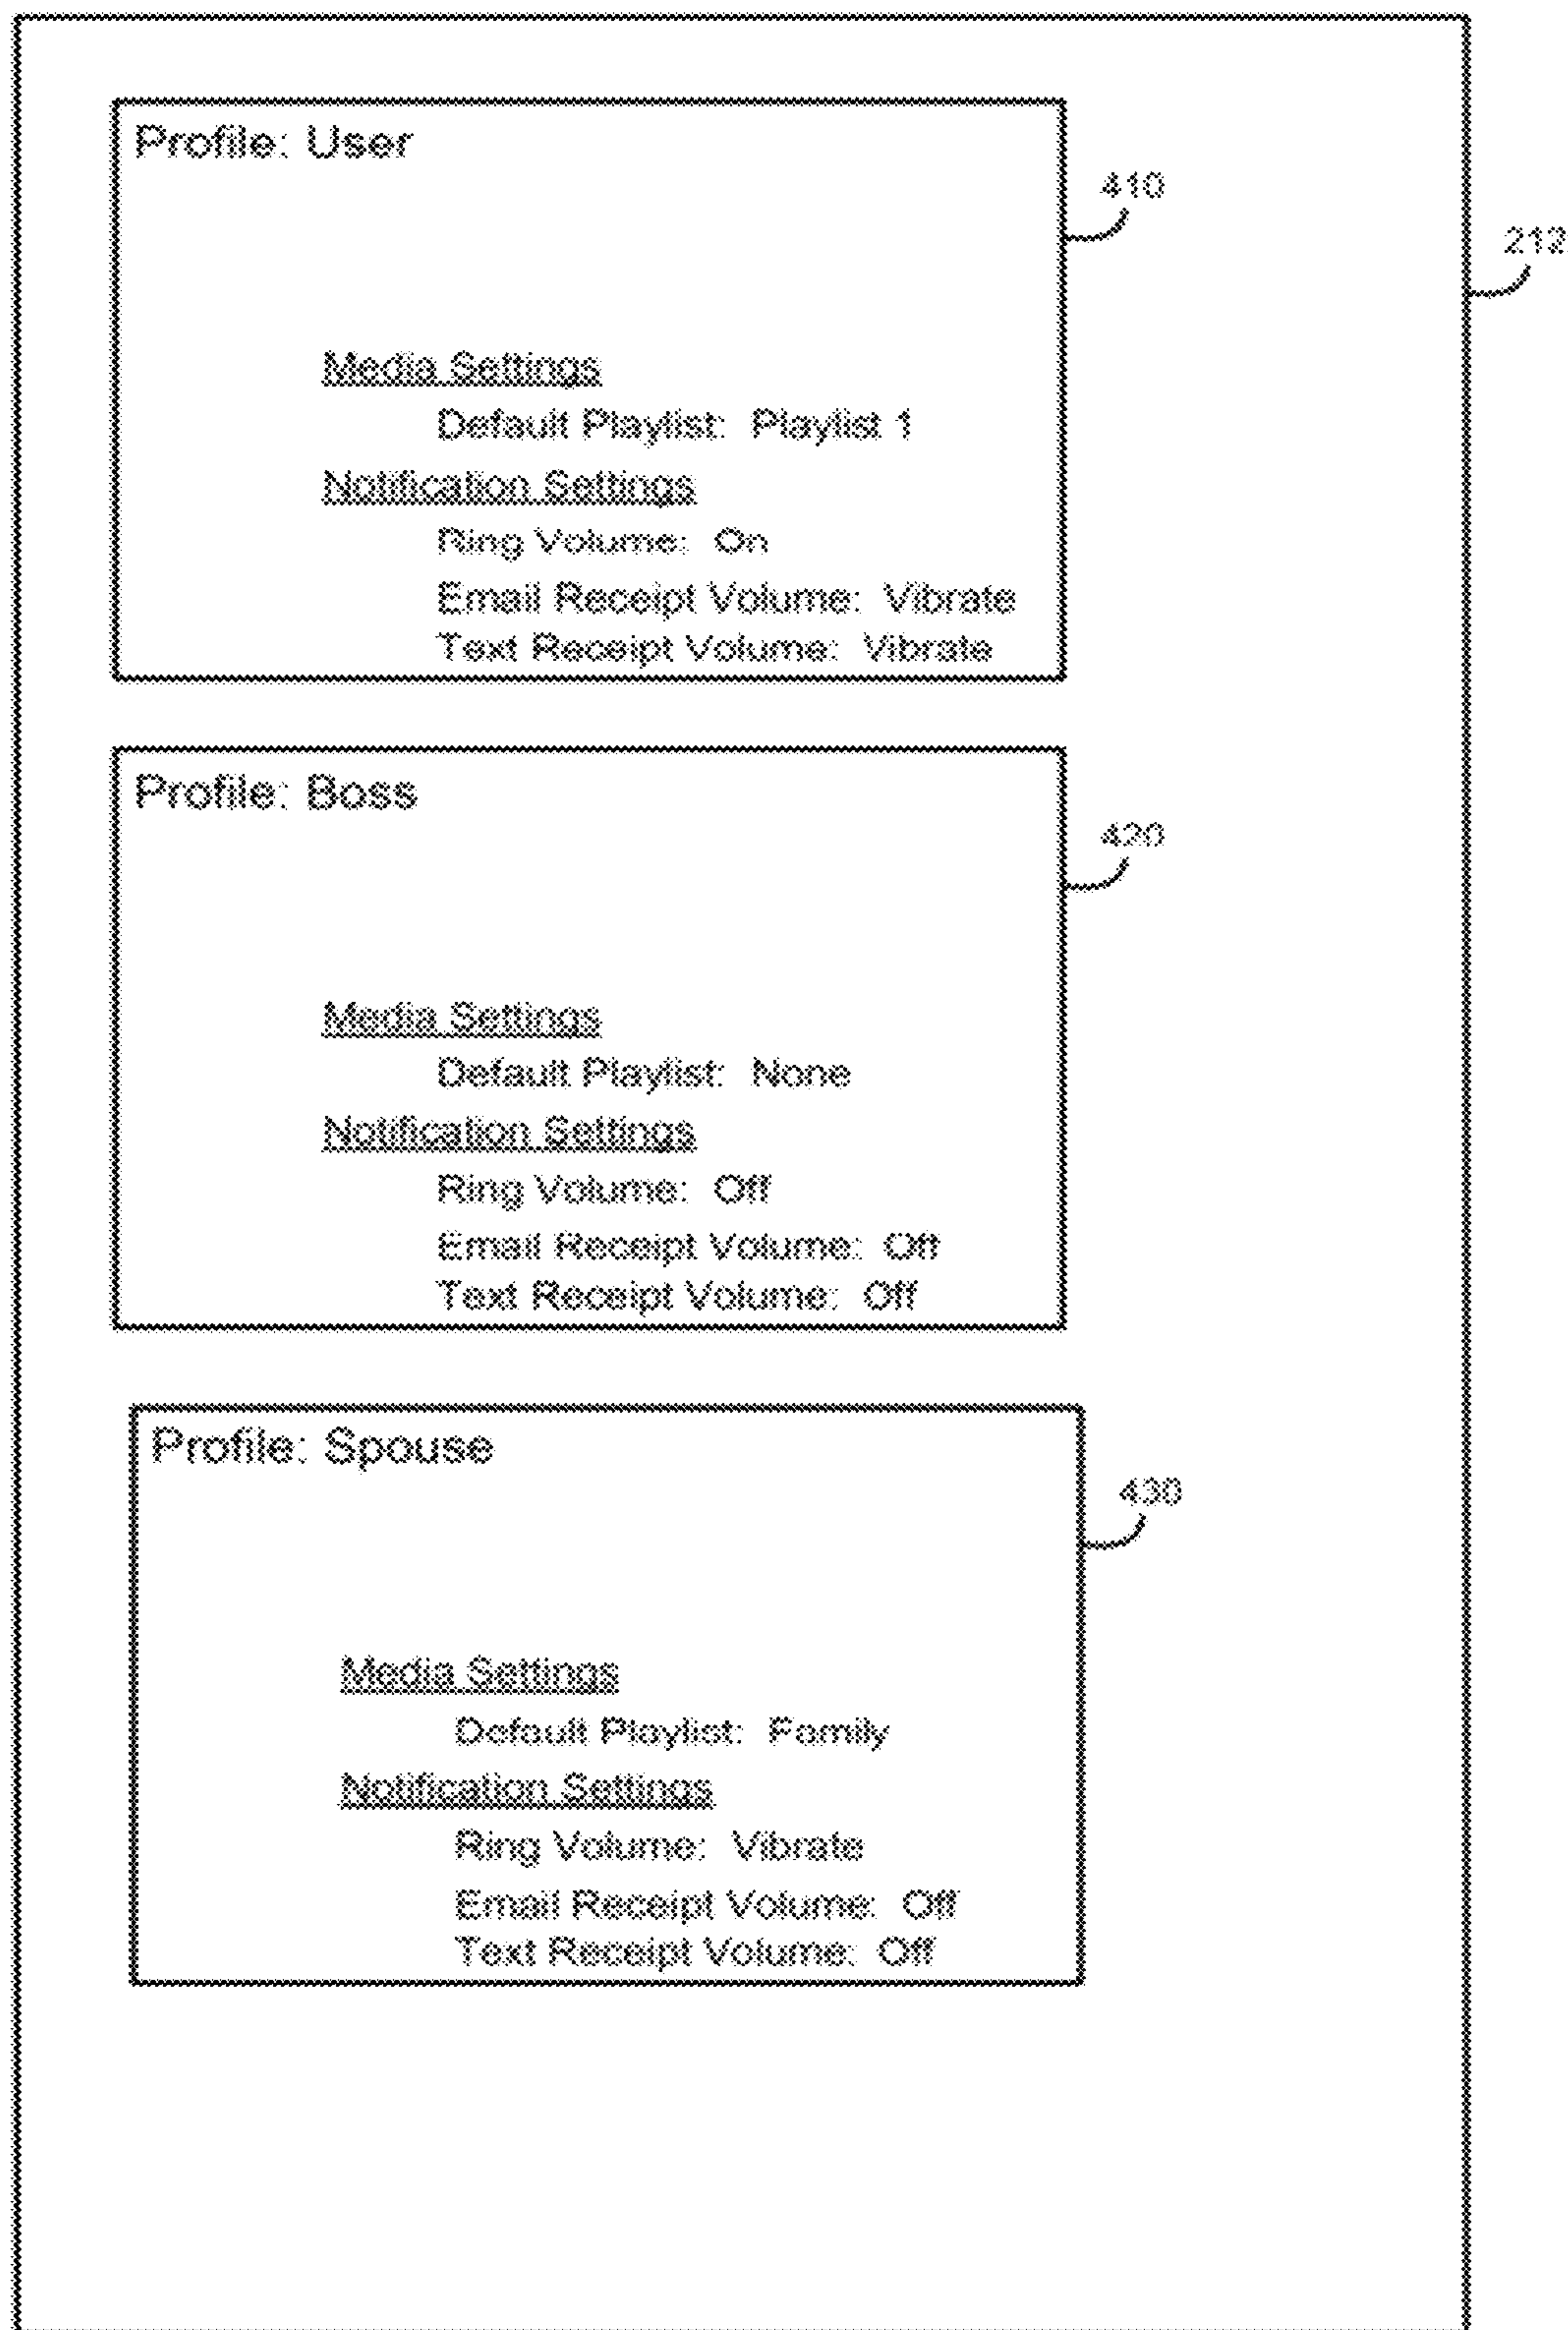 Profile: User
410
212
Media Settings
Default Playlist: Playlist 1
Notification Settings
Ring Volume: On
Email Receipt Volume: Vibrate
Text Receipt Volume: Vibrate
Profile: Boss
420
Media Settings
Default Playlist: None
Notification Settings
Ring Volume: Off
Email Receipt Volume: Off
Text Receipt Volume: Off
Profile: Spouse
430
Media Settings
Default Playlist: Family
Notification Settings
Ring Volume: Vibrate
Email Receipt Volume: Off
Text Receipt Volume: Off